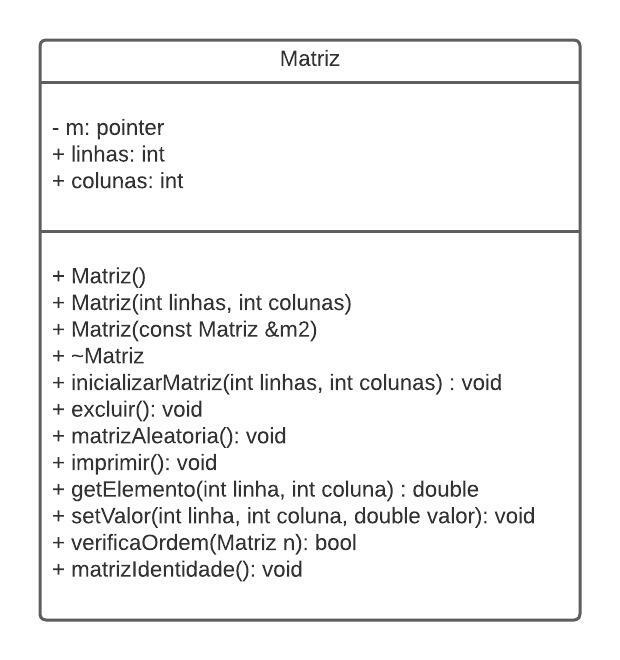 Matriz
- m: pointer
+ linhas: int
+ colunas: int
+ Matriz()
+ Matriz(int linhas, int colunas)
+ Matriz(const Matriz &m2)
+ ~Matriz
+ inicializarMatriz(int linhas, int colunas) : void
+ excluir(): void
+ matrizAleatoria(): void
+ imprimir(): void
+ getElemento(int linha, int coluna) : double
+ setValor(int linha, int coluna, double valor): void
+ verificaOrdem(Matriz n): bool
+ matrizIdentidade(): void